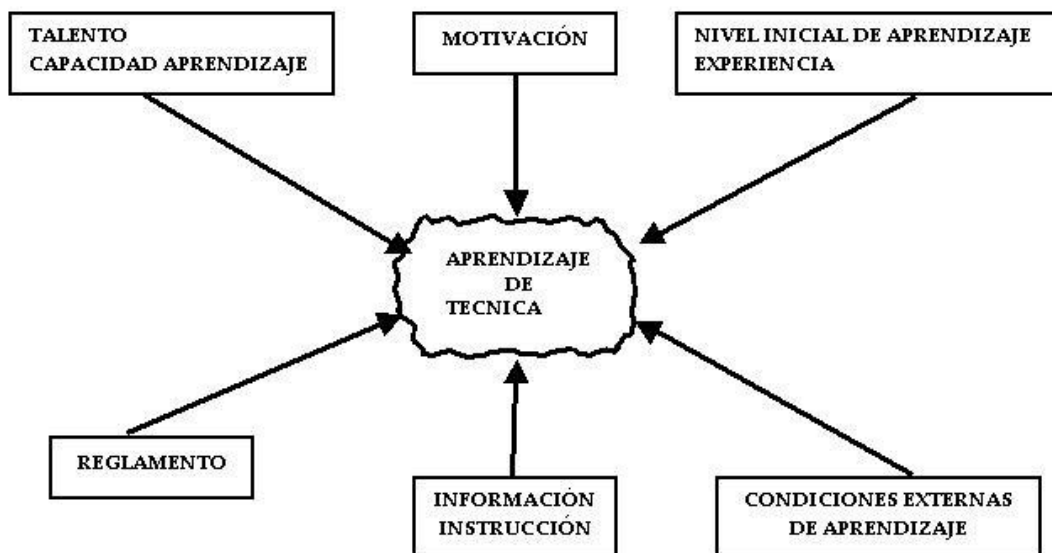 TALENTO
CAPACIDAD APRENDIZAJE
MOTIVACIÓN
NIVEL INICIAL DE APRENDIZAJE
EXPERIENCIA
APRENDIZAJE
DE
TECNICA
REGLAMENTO
INFORMACIÓN
INSTRUCCIÓN
CONDICIONES EXTERNAS
DE APRENDIZAJE